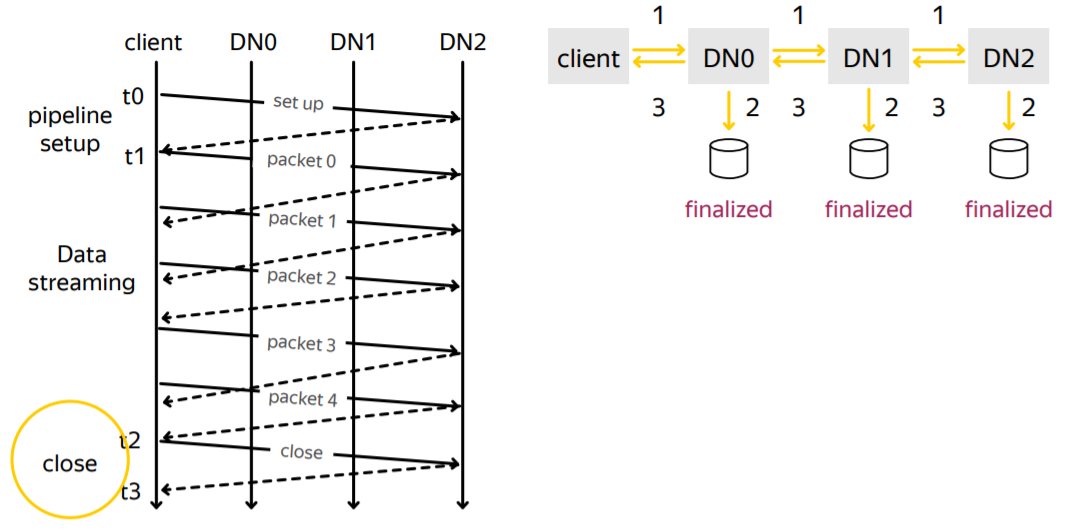 client DN0 DN1 DN2
t0
set up
pipeline
setup
t1
packet 0
packet 1
Data
streaming
packet 2
packet 3
packet 4
t2
close
close
t3
1 1 1
client DN0 DN1 DN2
3 2 3 2 3 2
finalized finalized finalized